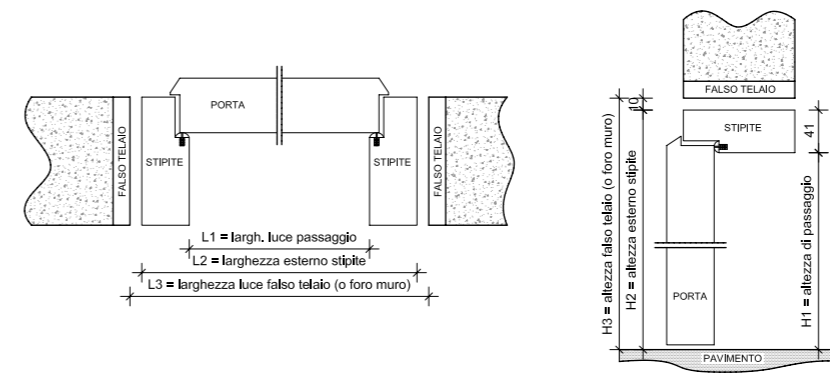 PORTA
FALSO TELAIO
STIPITE
STIPITE
FALSO TELAIO
L1 = largh. luce passaggio
L2 = larghezza esterno stipite
L3 = larghezza luce falso telaio (o foro muro)
FALSO TELAIO
STIPITE
10
41
H3 = altezza falso telaio (o foro muro)
H2 = altezza esterno stipite
H1 = altezza di passaggio
PORTA
PAVIMENTO